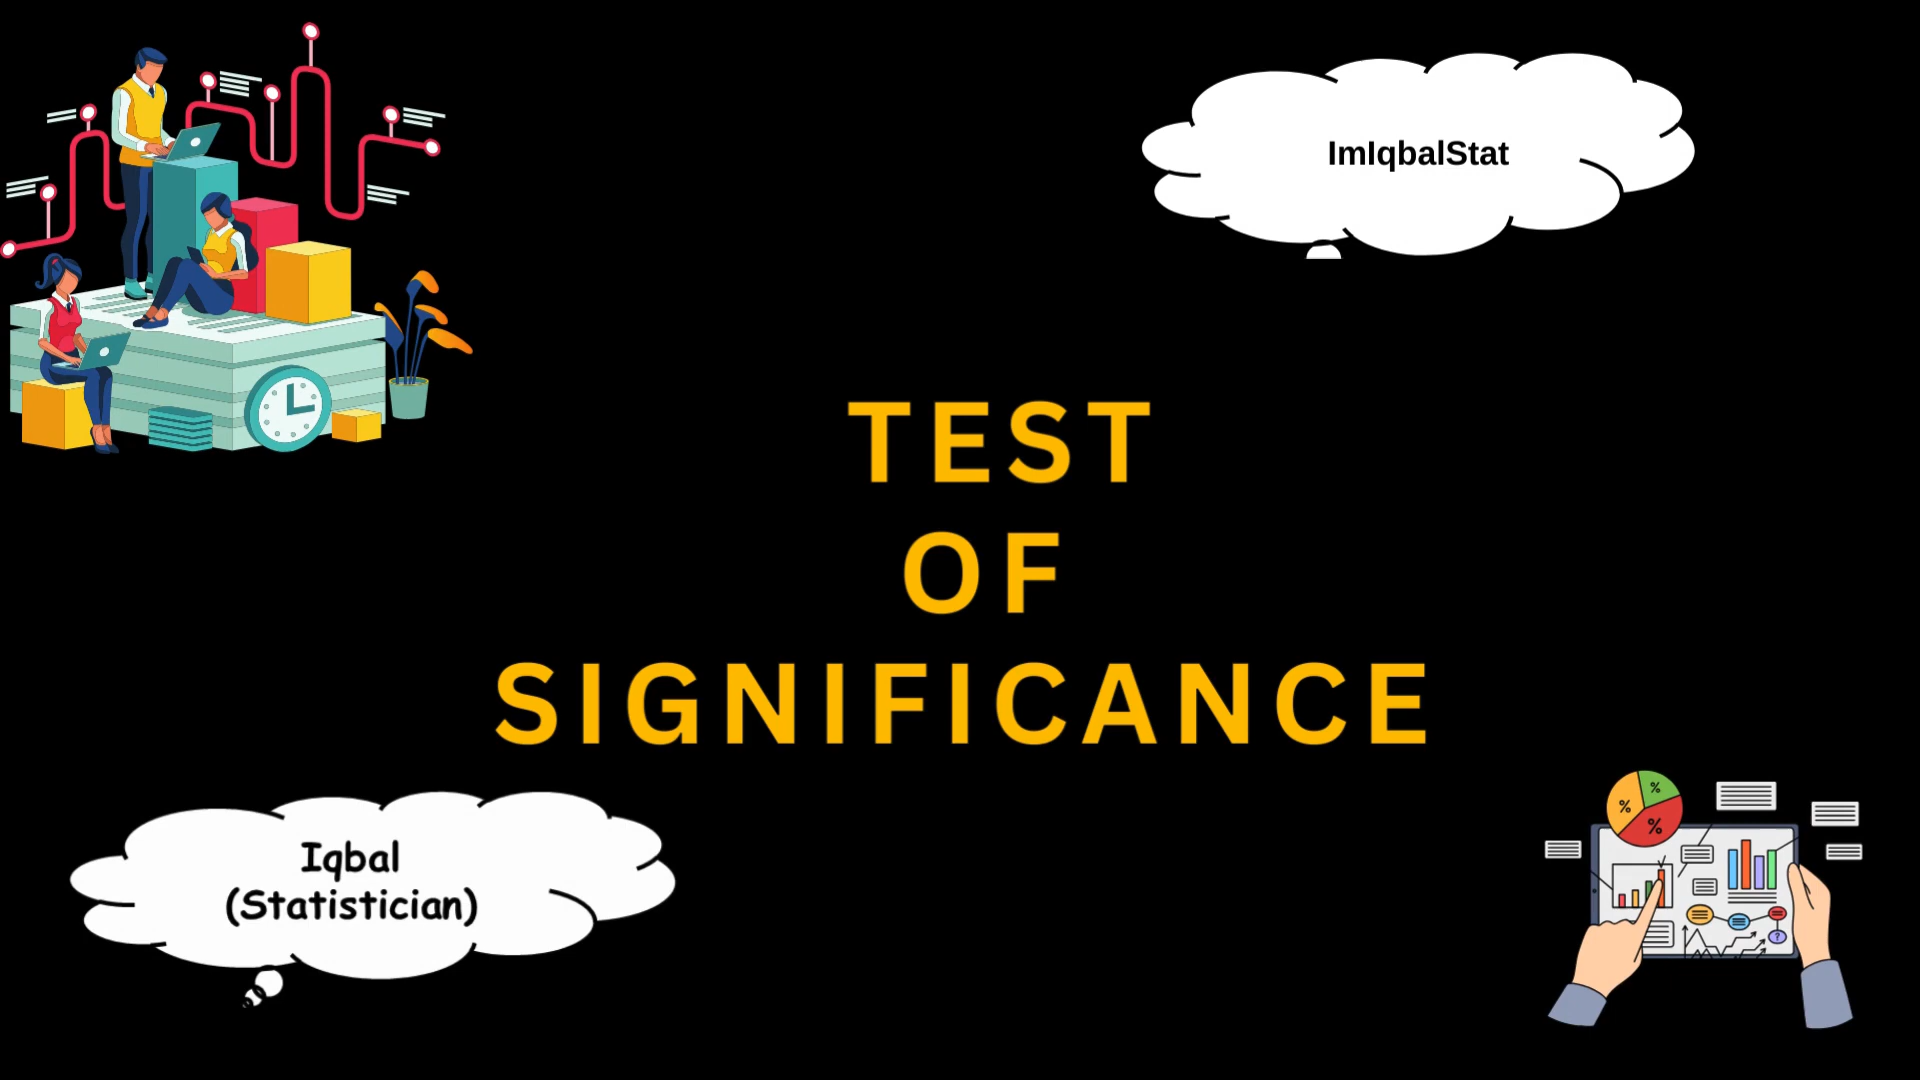 ImIqbalStat
TEST
OF
SIGNIFICANCE
Iqbal
(Statistician)
%
%
%
?